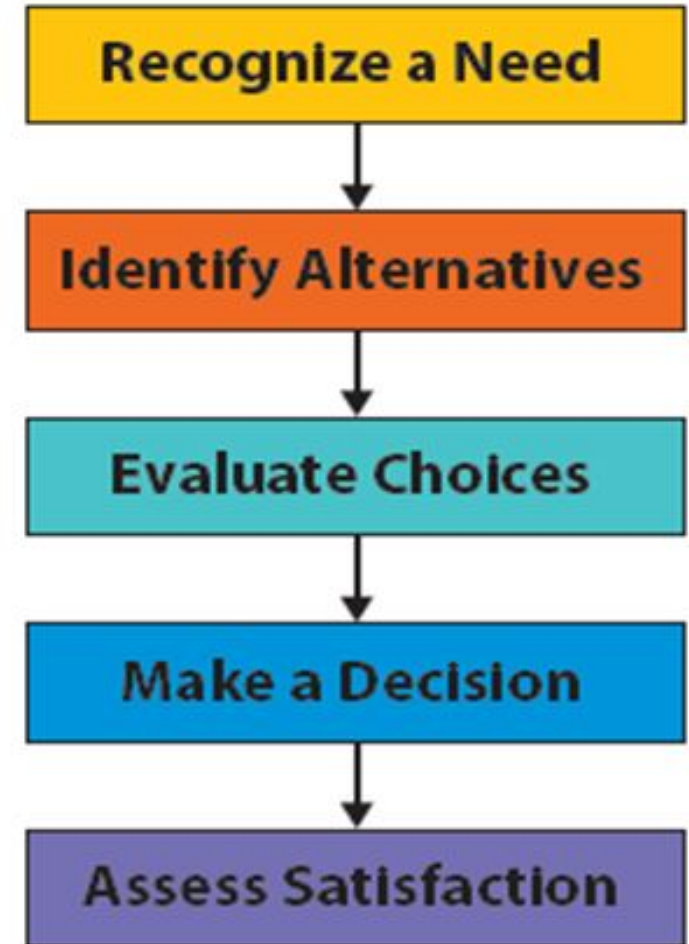 Recognize a Need
Identify Alternatives
Evaluate Choices
Make a Decision
Assess Satisfaction